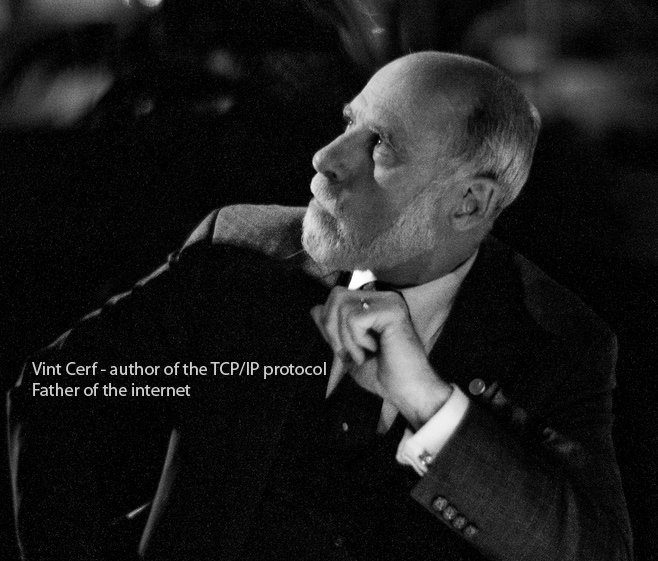 Vint Cerf - author of the TCP/IP protocol
Father of the internet